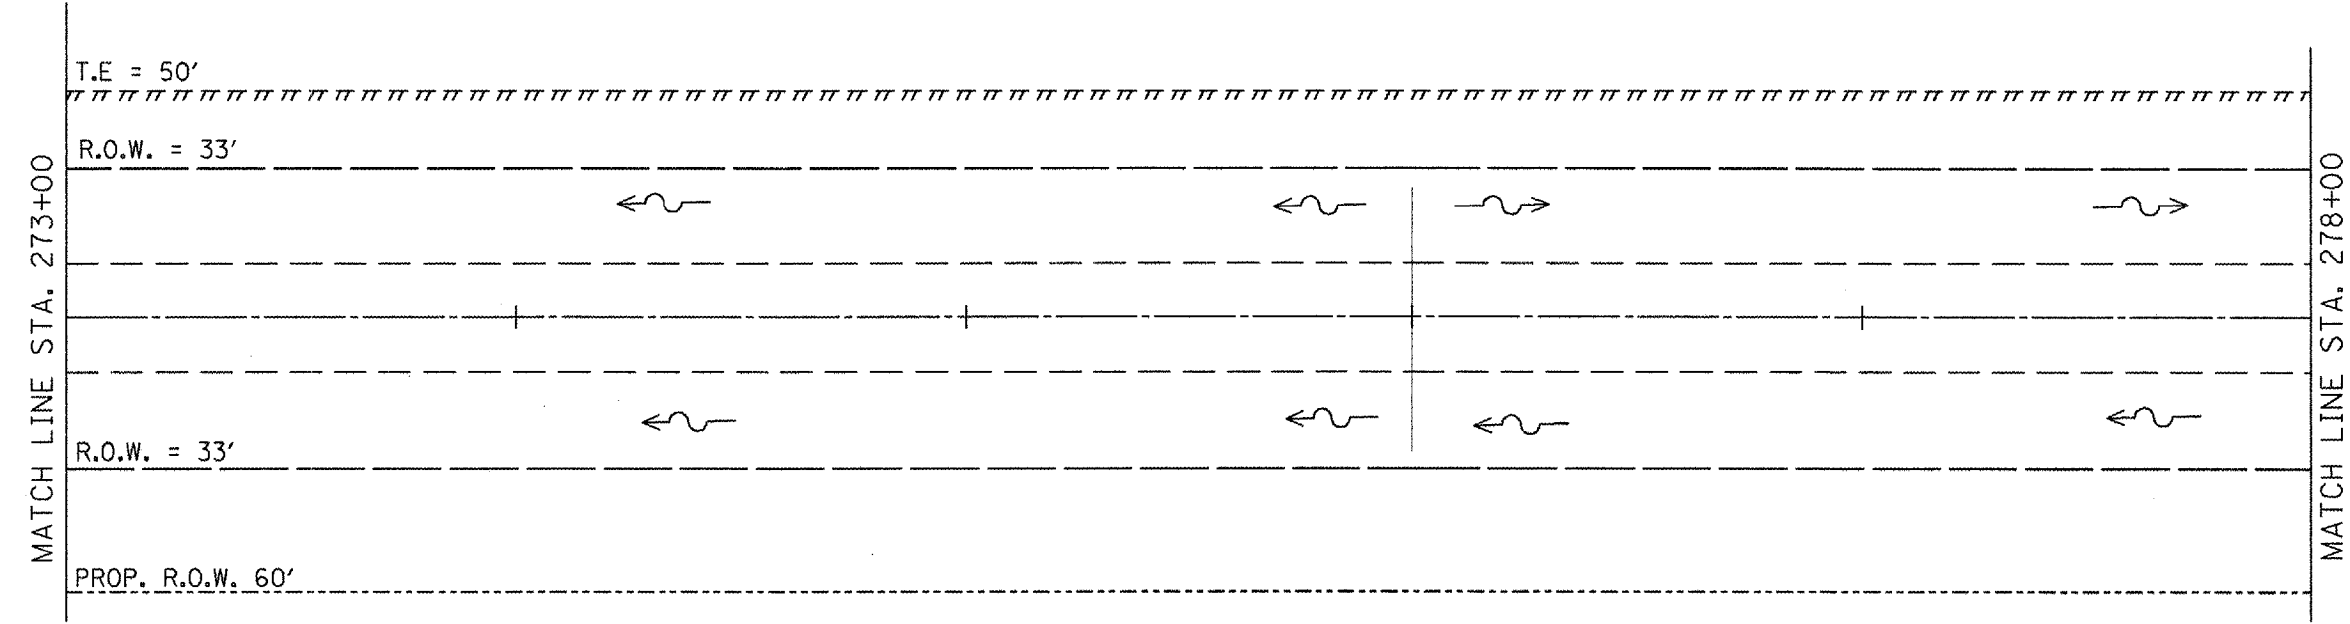 T.E = 50'
R.O.W. = 33'
MATCH LINE STA. 273+00
MATCH LINE STA. 278+00
R.O.W. = 33'
PROP. R.O.W. 60'